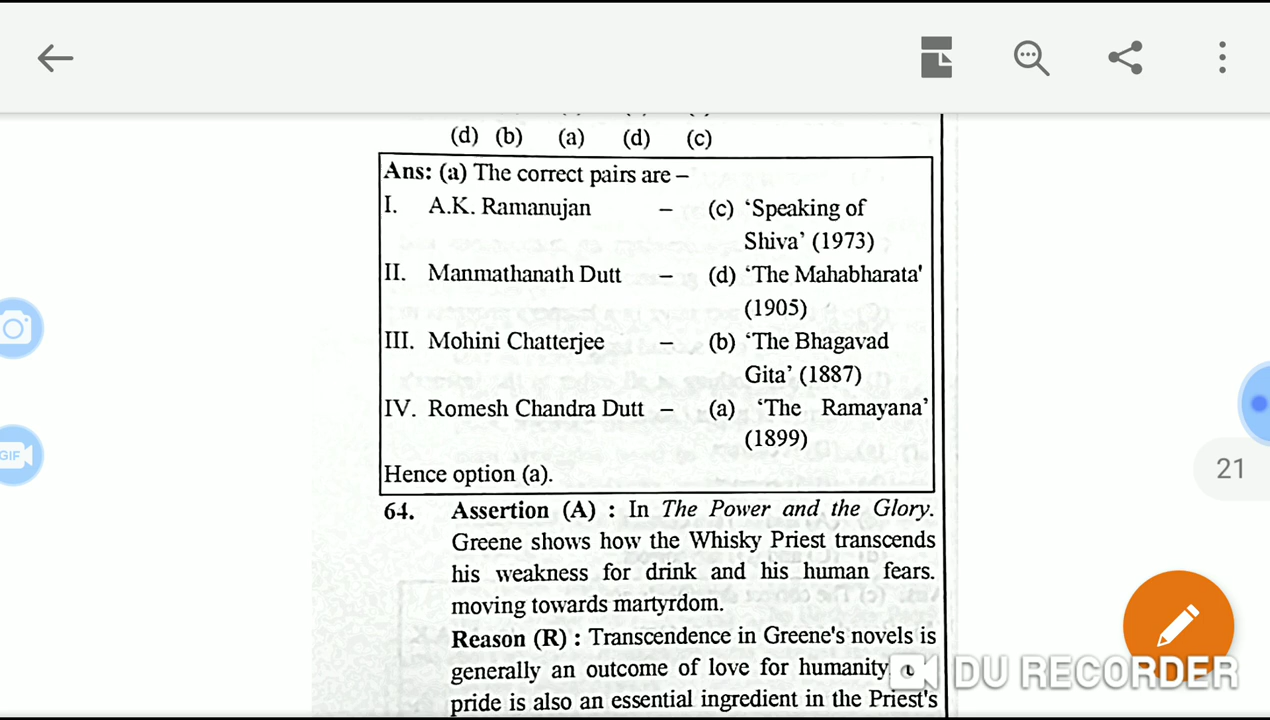 (d) (b) (a) (d) (c)
Ans: (a) The correct pairs are –
I. A.K. Ramanujan – (c) ‘Speaking of
Shiva’ (1973)
II. Manmathanath Dutt – (d) ‘The Mahabharata'
(1905)
III. Mohini Chatterjee – (b) ‘The Bhagavad
Gita’ (1887)
IV. Romesh Chandra Dutt – (a) ‘The Ramayana’
(1899)
Hence option (a).
64. Assertion (A) : In The Power and the Glory.
Greene shows how the Whisky Priest transcends
his weakness for drink and his human fears.
moving towards martyrdom.
Reason (R) : Transcendence in Greene's novels is
generally an outcome of love for humanity
pride is also an essential ingredient in the Priest's
GIF
21
DU RECORDER